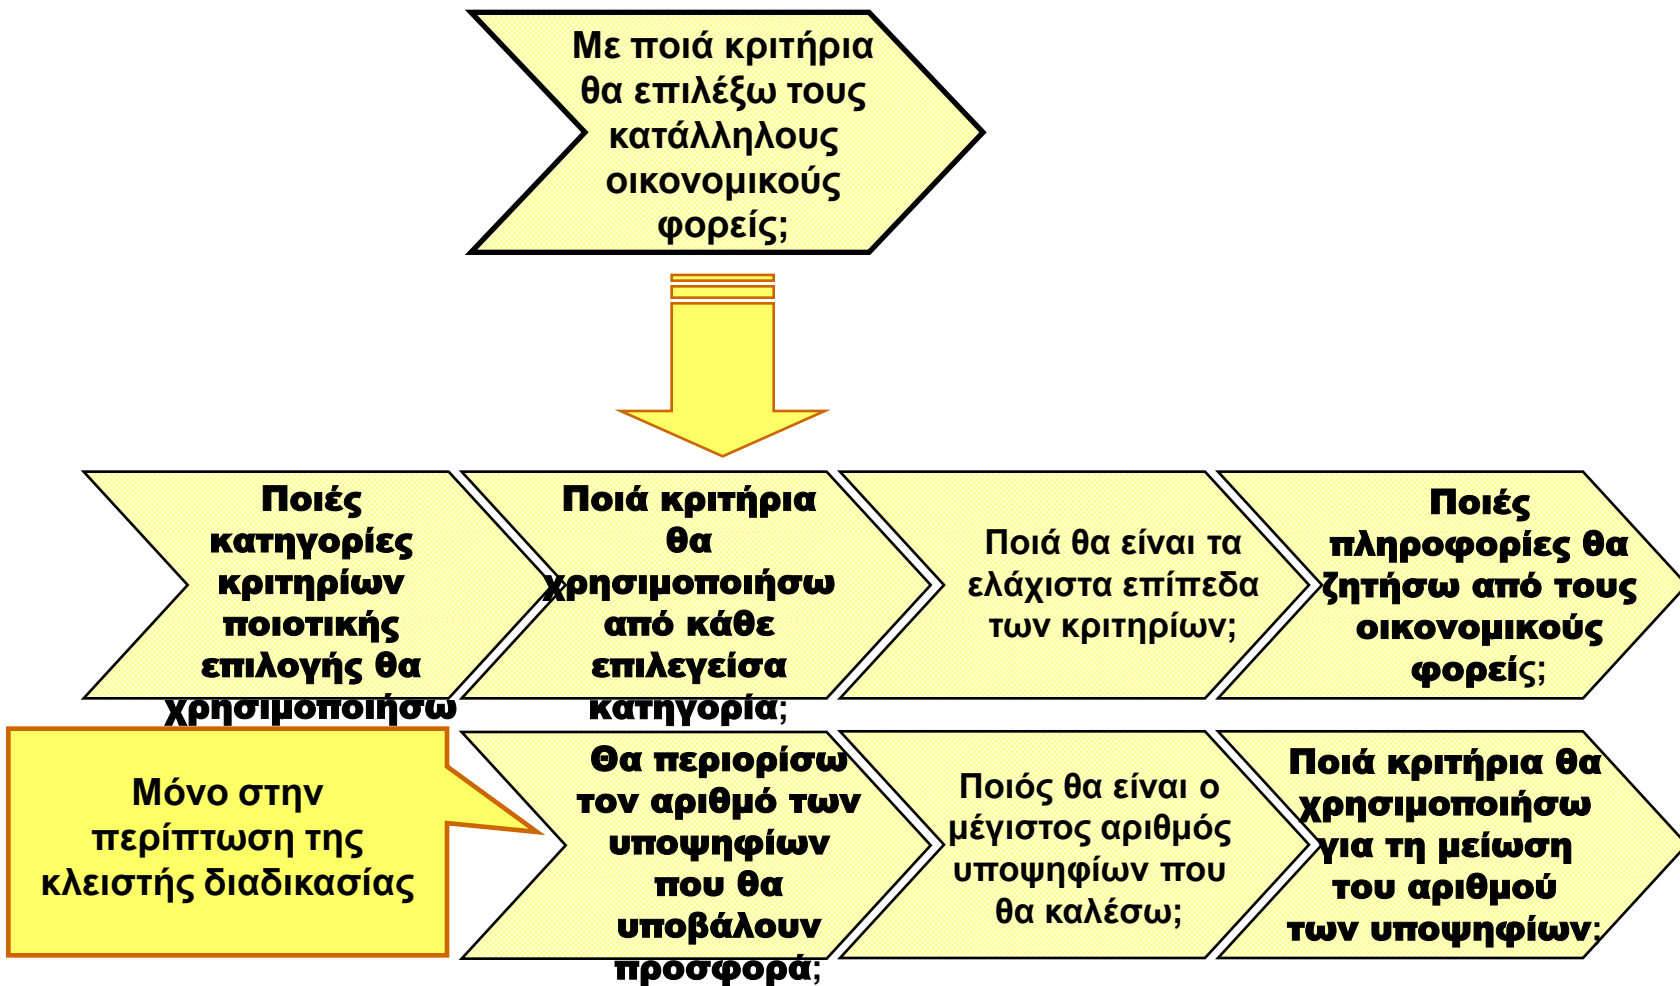 Με ποιά κριτήρια
θα επιλέξω τους
κατάλληλους
οικονομικούς
φορείς;
Ποιές
κατηγορίες
κριτηρίων
ποιοτικής
επιλογής θα
χρησιμοποιήσω
Ποιά κριτήρια
θα
χρησιμοποιήσω
από κάθε
επιλεγείσα
κατηγορία;
Ποιά θα είναι τα
ελάχιστα επίπεδα
των κριτηρίων;
Ποιές
πληροφορίες θα
ζητήσω από τους
οικονομικούς
φορείς;
Μόνο στην
περίπτωση της
κλειστής διαδικασίας
Θα περιορίσω
τον αριθμό των
υποψηφίων
που θα
υποβάλουν
προσφορά;
Ποιός θα είναι ο
μέγιστος αριθμός
υποψηφίων που
θα καλέσω;
Ποιά κριτήρια θα
χρησιμοποιήσω
για τη μείωση
του αριθμού
των υποψηφίων;